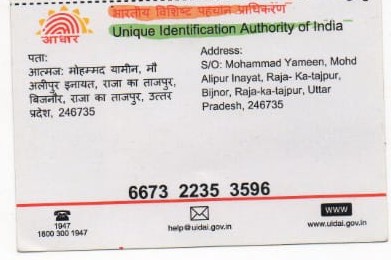 भारतीय विशिष्ट पहचान प्राधिकरण
Unique Identification Authority of India
आधार
पता:
आत्मज: मोहम्मद यामीन, मौ
अलीपुर इनायत, राजा का ताजपुर,
बिजनौर, राजा का ताजपुर, उत्तर
प्रदेश, 246735
Address:
S/O: Mohammad Yameen, Mohd
Alipur Inayat, Raja- Ka-tajpur,
Bijnor, Raja-ka-tajpur, Uttar
Pradesh, 246735
6673 2235 3596
1947
1800 300 1947
help@uidai.gov.in
www
www.uidai.gov.in